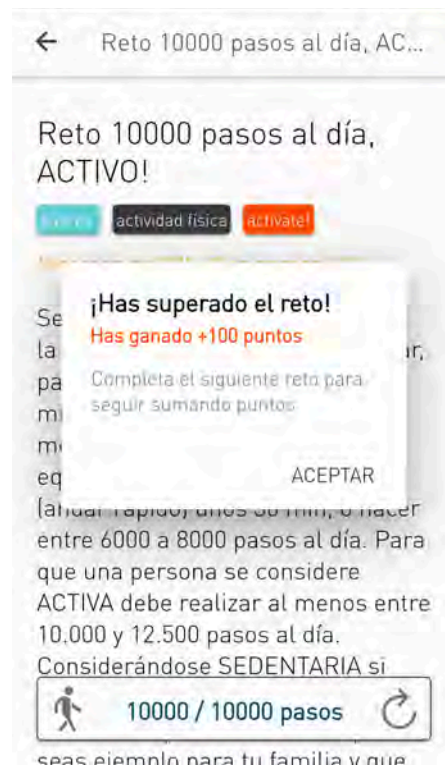 Reto 10000 pasos al día, AC...
Reto 10000 pasos al día,
ACTIVO!
actividad física activate!
¡Has superado el reto!
Has ganado +100 puntos
Completa el siguiente reto para
seguir sumando puntos
ACEPTAR
Se
la
ar,
pa
mi
me
eq
(andar rápido) unos 30 min, o hacer
entre 6000 a 8000 pasos al día. Para
que una persona se considere
ACTIVA debe realizar al menos entre
10.000 y 12.500 pasos al día.
Considerándose SEDENTARIA si
10000 / 10000 pasos
seas ejemplo para tu familia y que